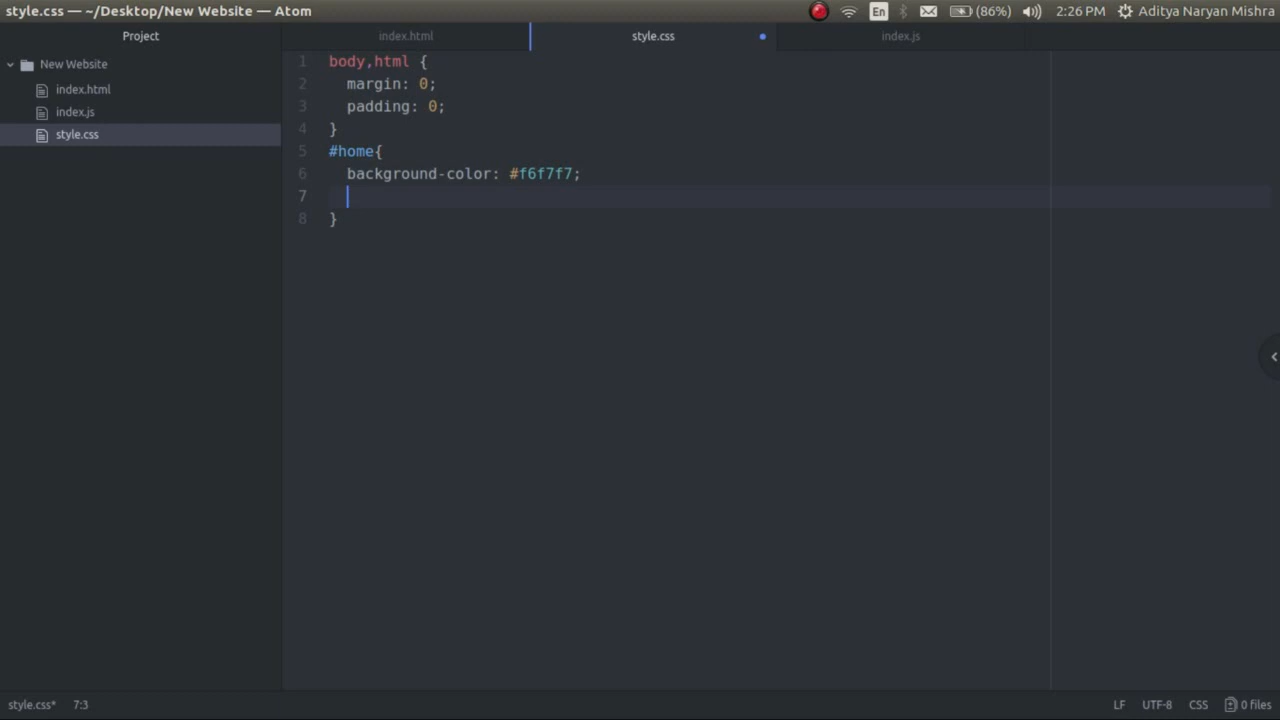 style.css — ~/Desktop/New Website — Atom
En
(86%)
2:26 PM
Aditya Naryan Mishra
Project
index.html
style.css
index.js
New Website
index.html
index.js
style.css
1 body,html {
2 margin: 0;
3 padding: 0;
4 }
5 #home{
6 background-color: #f6f7f7;
7
8 }
style.css* 7:3
LF UTF-8 CSS 0 files